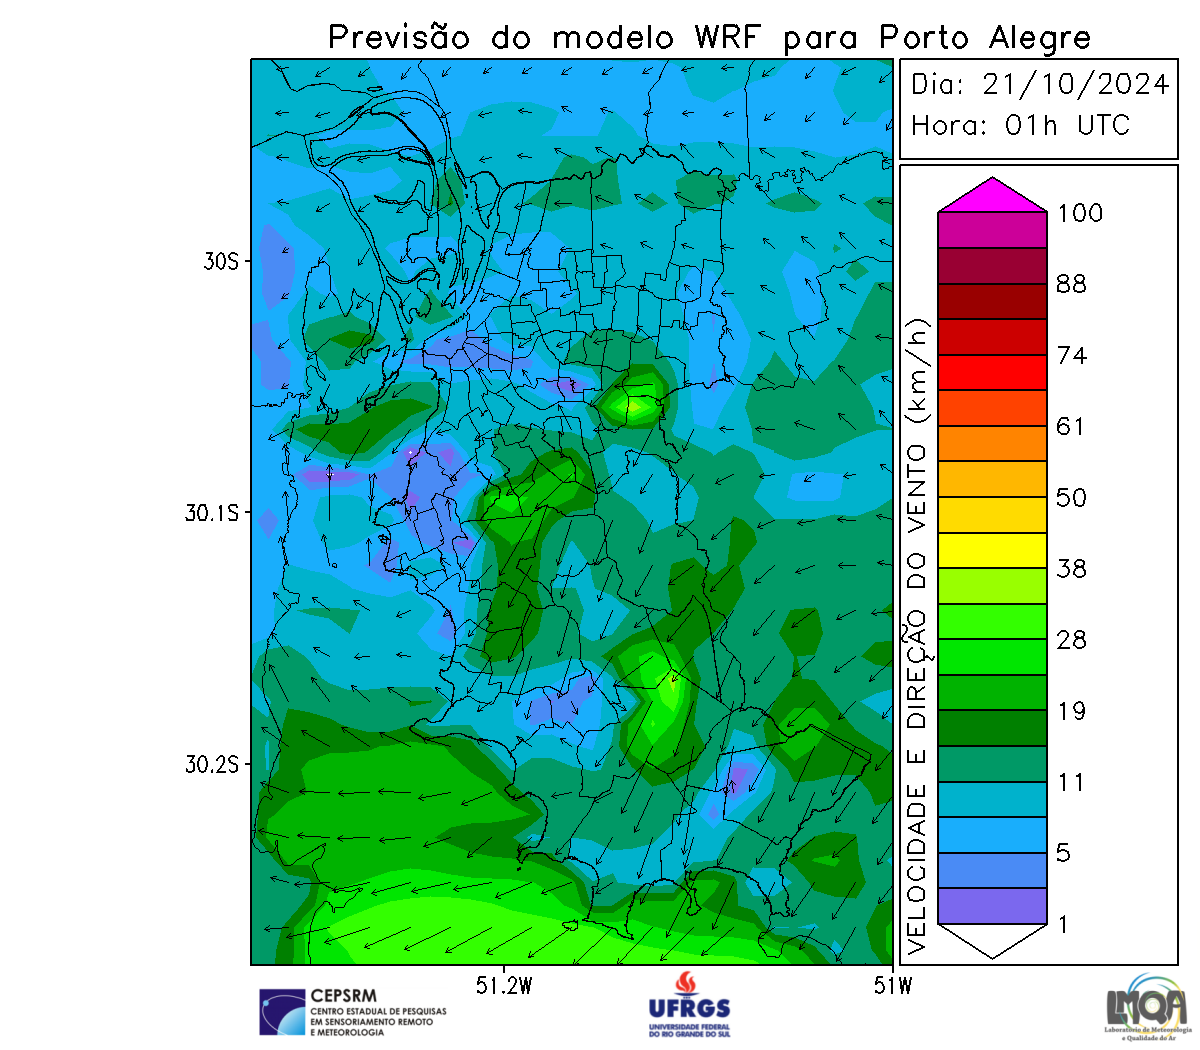 Previsão do modelo WRF para Porto Alegre
Dia: 21/10/2024
Hora: 01h UTC
30S
30.1S
30.2S
51.2W
51W
VELOCIDADE E DIREÇÃO DO VENTO (km/h)
100
88
74
61
50
38
28
19
11
5
1
CEPSRM
CENTRO ESTADUAL DE PESQUISAS
EM SENSORIAMENTO REMOTO
E METEOROLOGIA
UFRGS
UNIVERSIDADE FEDERAL
DO RIO GRANDE DO SUL
LMQA
Laboratório de Meteorologia
e Qualidade do Ar